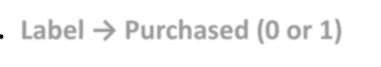 . Label → Purchased (0 or 1)